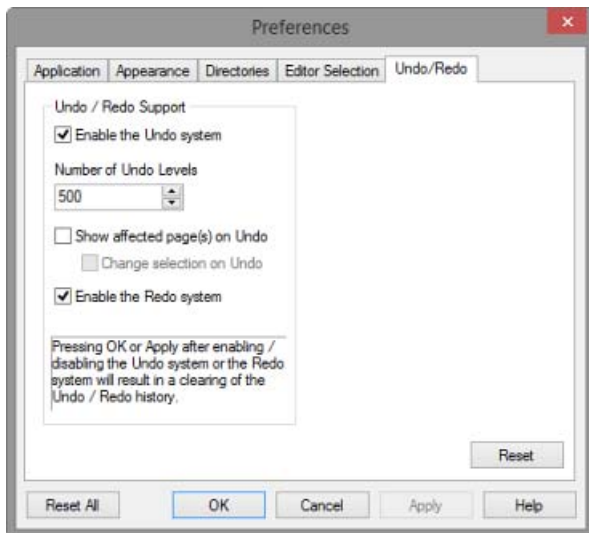 Preferences
Application Appearance Directories Editor Selection Undo/Redo
Undo / Redo Support
Enable the Undo system
Number of Undo Levels
500
Show affected page(s) on Undo
Change selection on Undo
Enable the Redo system
Pressing OK or Apply after enabling /
disabling the Undo system or the Redo
system will result in a clearing of the
Undo / Redo history.
Reset
Reset All OK Cancel Apply Help